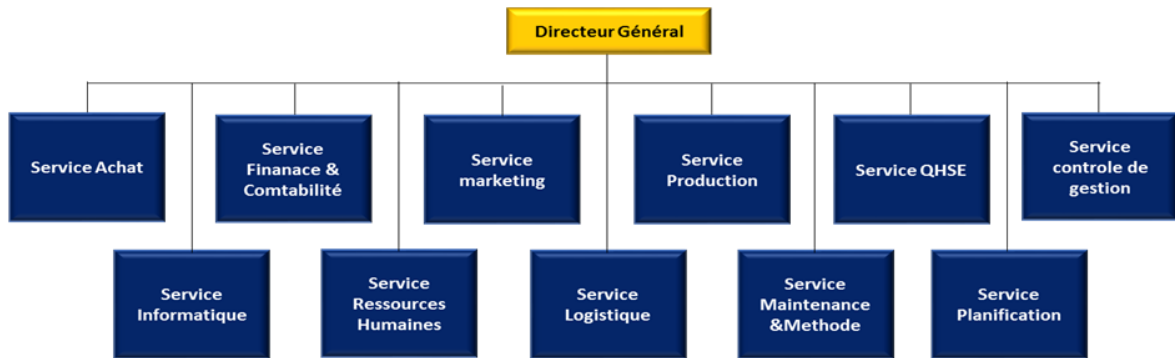 Directeur Général
Service Achat
Service
Finance &
Comtabilité
Service
marketing
Service
Production
Service QHSE
Service
controle de
gestion
Service
Informatique
Service
Ressources
Humaines
Service
Logistique
Service
Maintenance
&Methode
Service
Planification